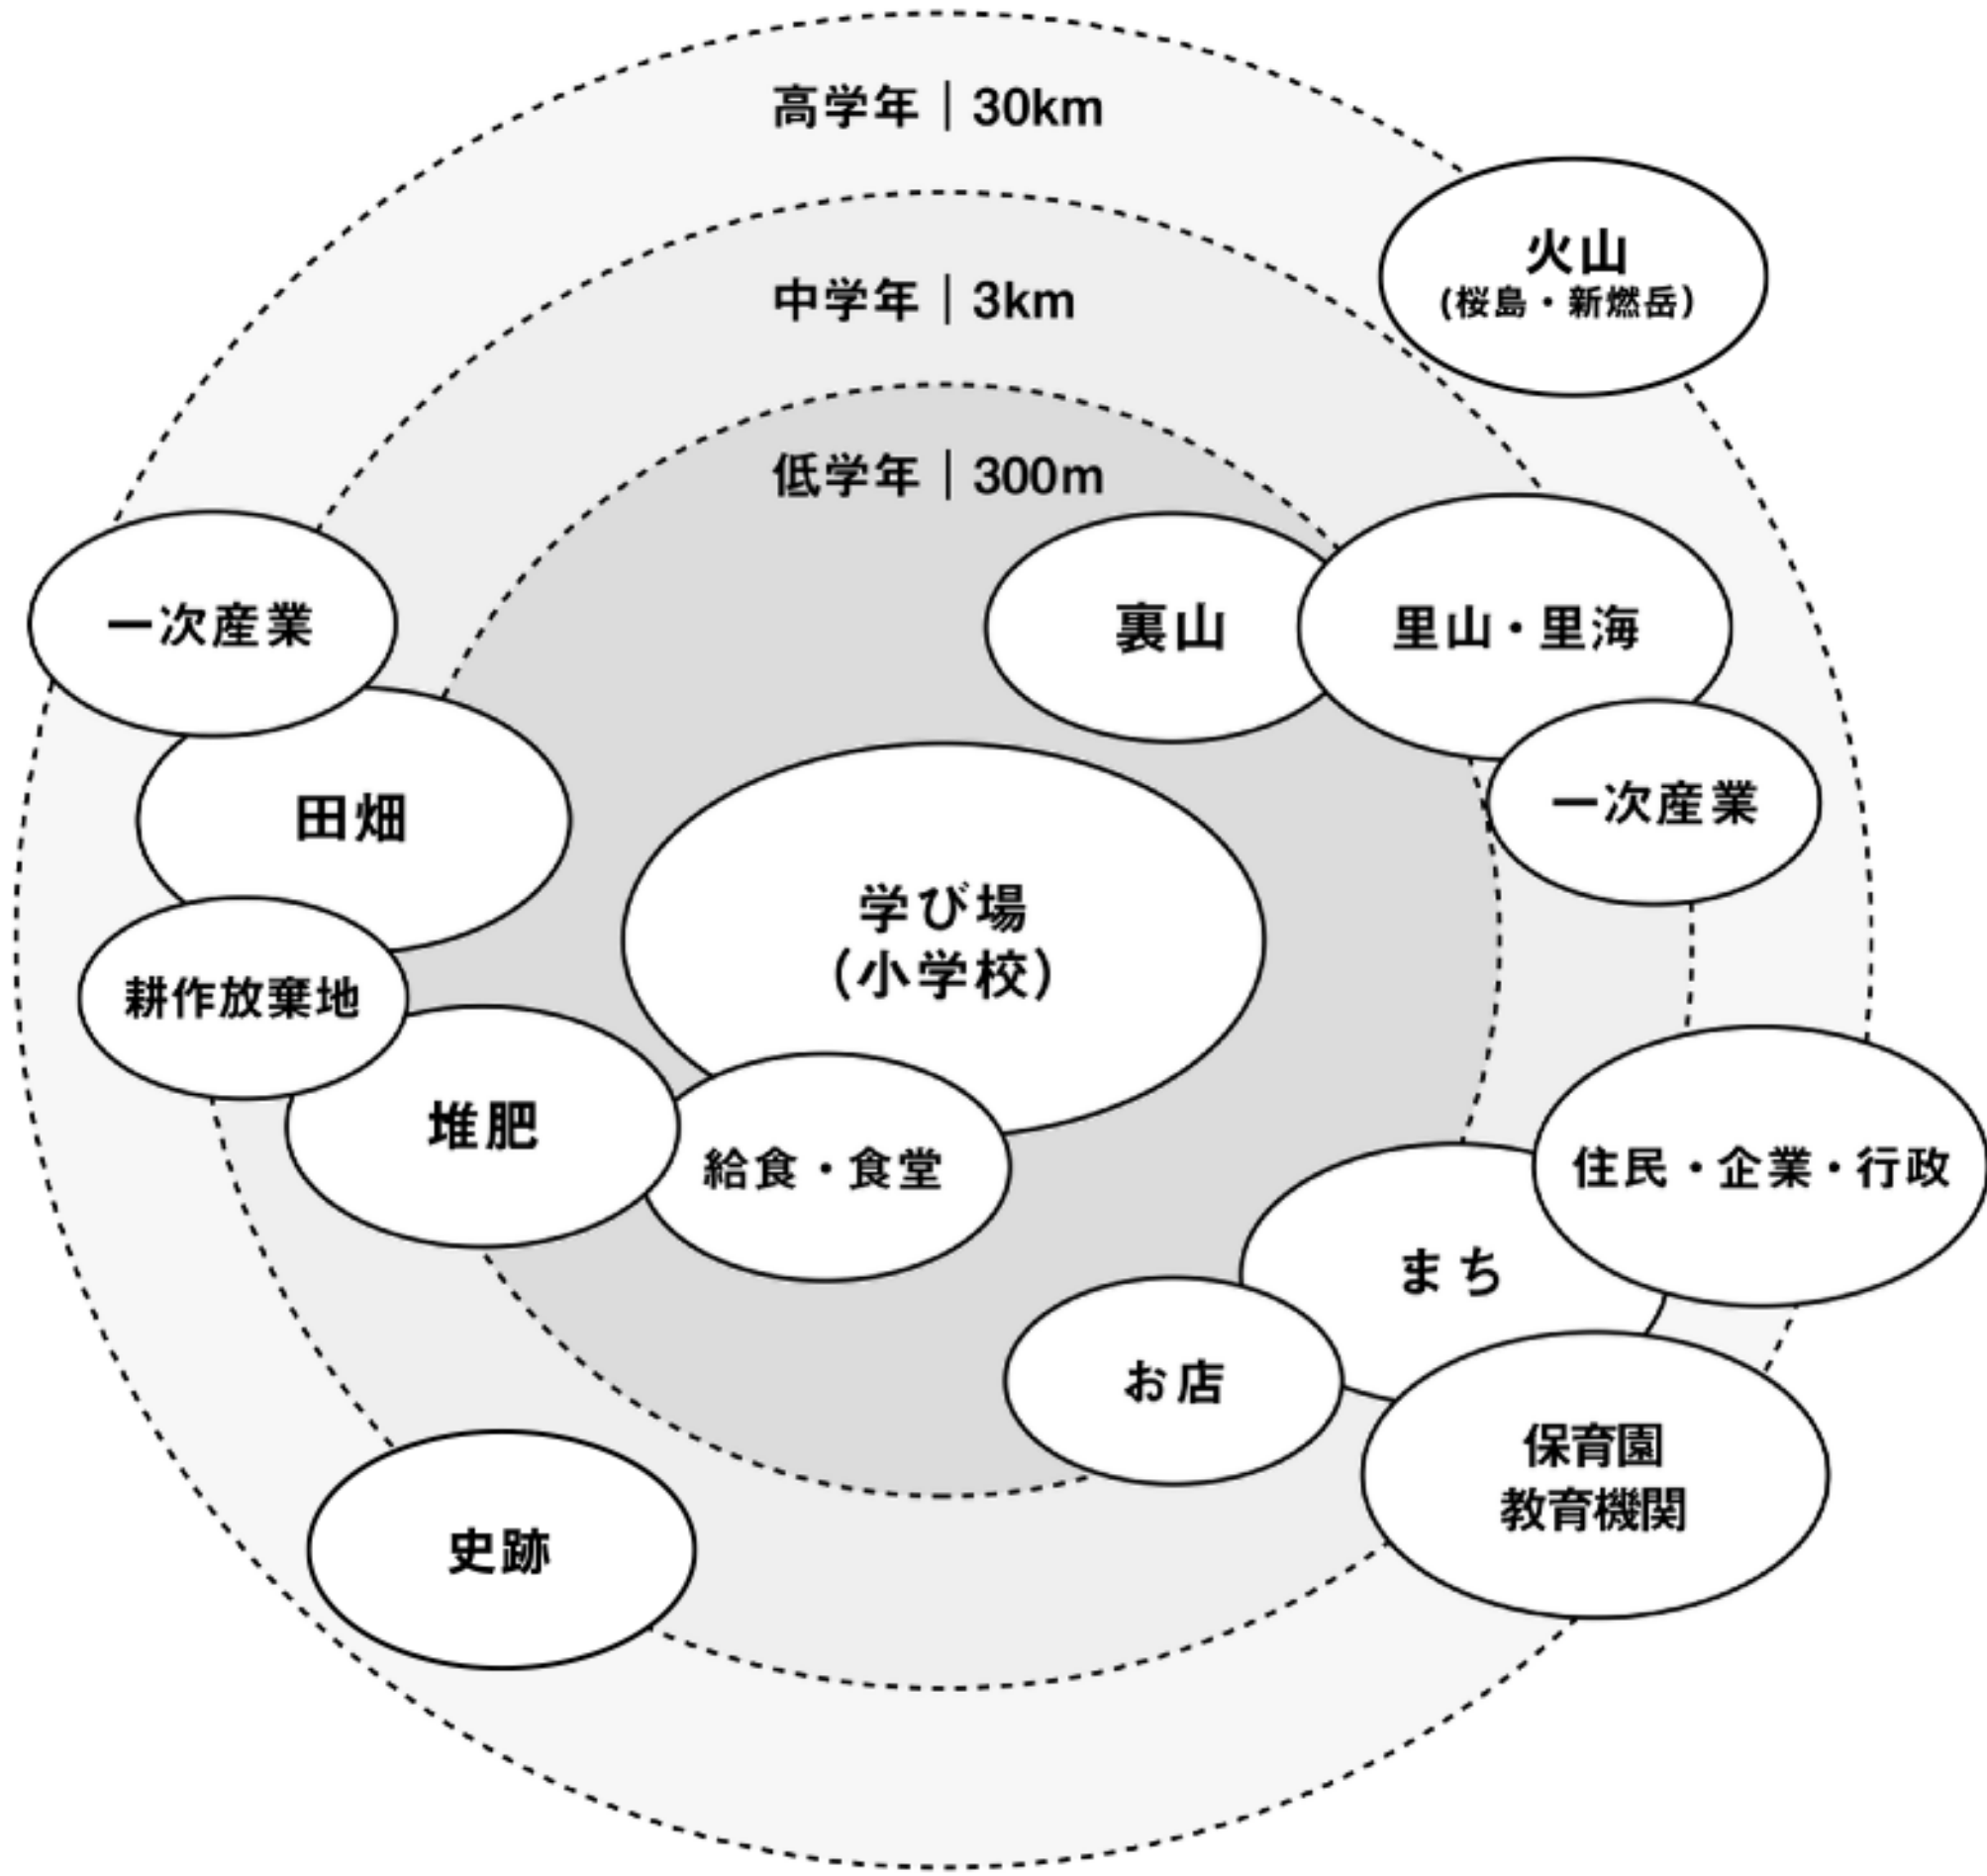 高学年｜30km
中学年｜3km
低学年｜300m
火山
(桜島・新燃岳)
一次産業
裏山
里山・里海
田畑
一次産業
学び場
(小学校)
耕作放棄地
堆肥
給食・食堂
住民・企業・行政
まち
お店
保育園
教育機関
史跡